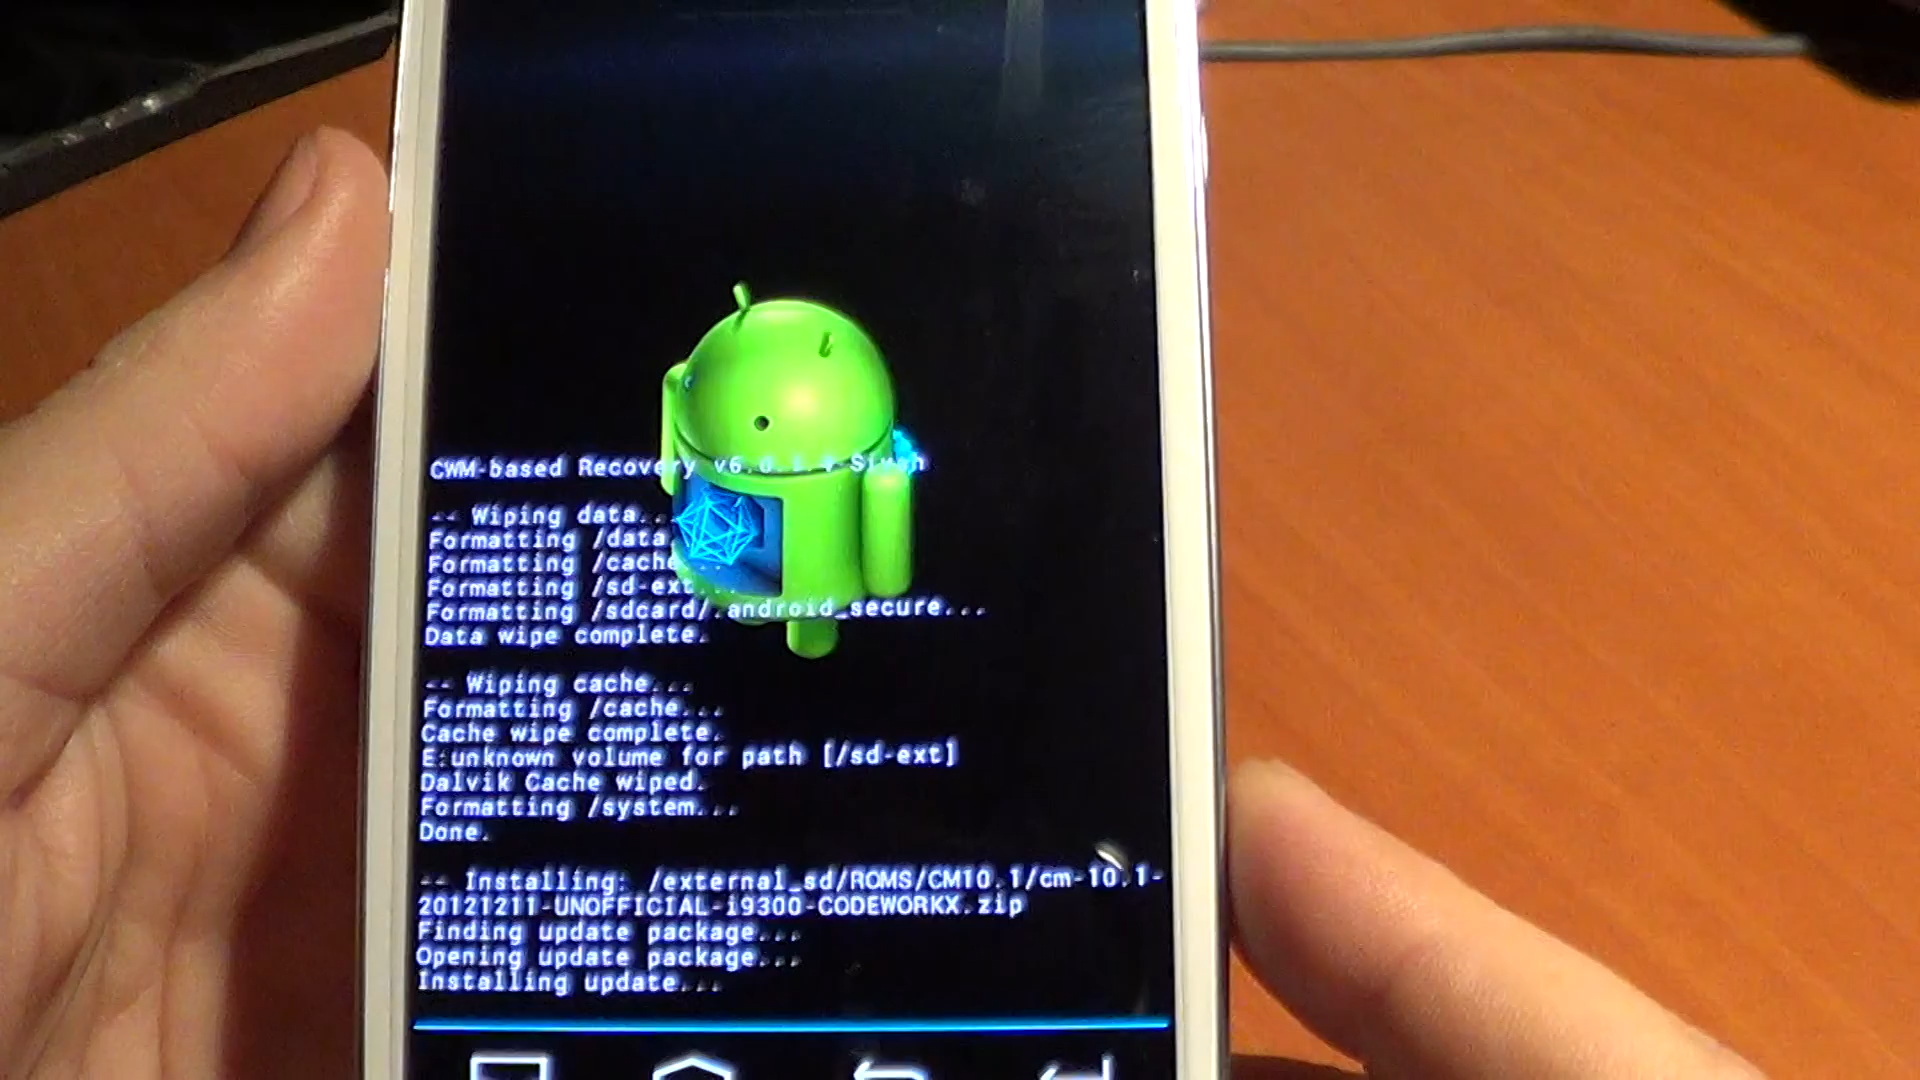 CWM-based Recovery
-- Wiping data...
Formatting /data
Formatting /cache
Formatting /sd-ext...
Formatting /sdcard/.android_secure...
Data wipe complete.
-- Wiping cache...
Formatting /cache...
Cache wipe complete.
E:unknown volume for path [/sd-ext]
Dalvik Cache wiped.
Formatting /system...
Done.
-- Installing: /external_sd/ROMS/CM10.1/cm-10.1-
20121211-UNOFFICIAL-i9300-CODEWORKX.zip
Finding update package...
Opening update package...
Installing update...